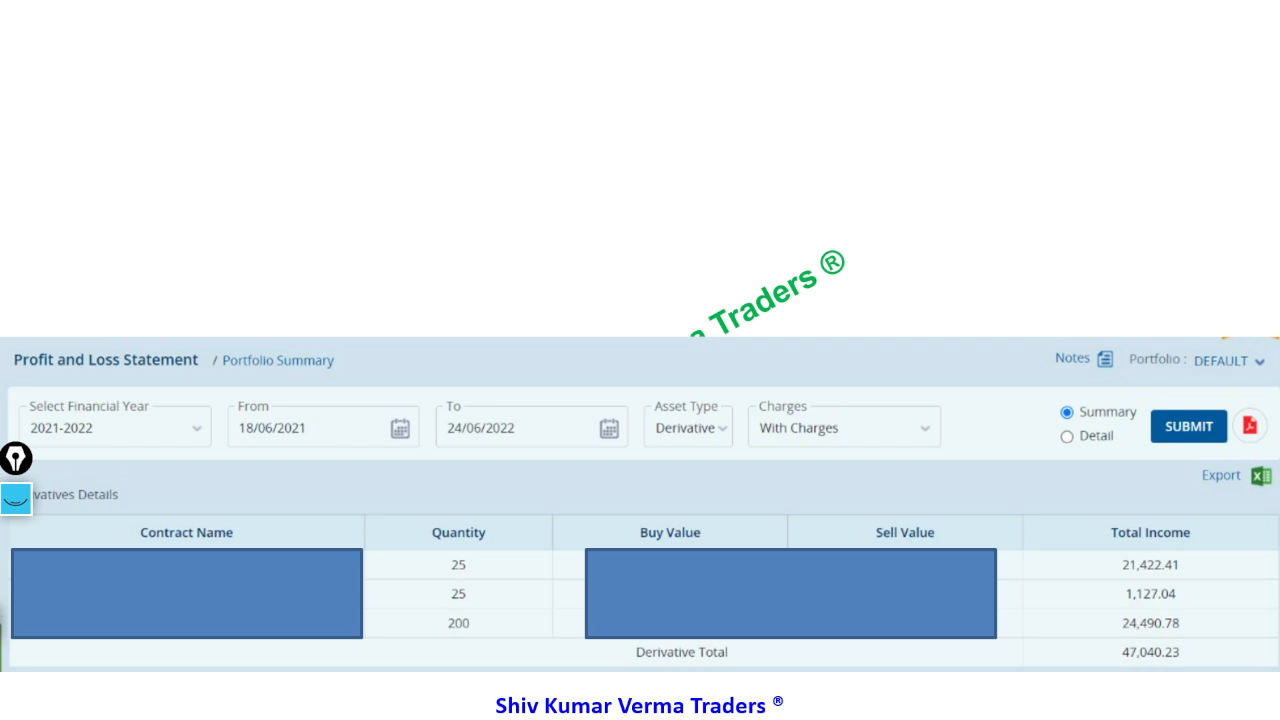 Traders ®
Profit and Loss Statement / Portfolio Summary
Notes Portfolio : DEFAULT
Select Financial Year From To Asset Type Charges
2021-2022 18/06/2021 24/06/2022 Derivative With Charges
Summary
Detail
SUBMIT
Export
vatives Details
Contract Name Quantity Buy Value Sell Value Total Income
25 21,422.41
25 1,127.04
200 24,490.78
Derivative Total 47,040.23
Shiv Kumar Verma Traders ®